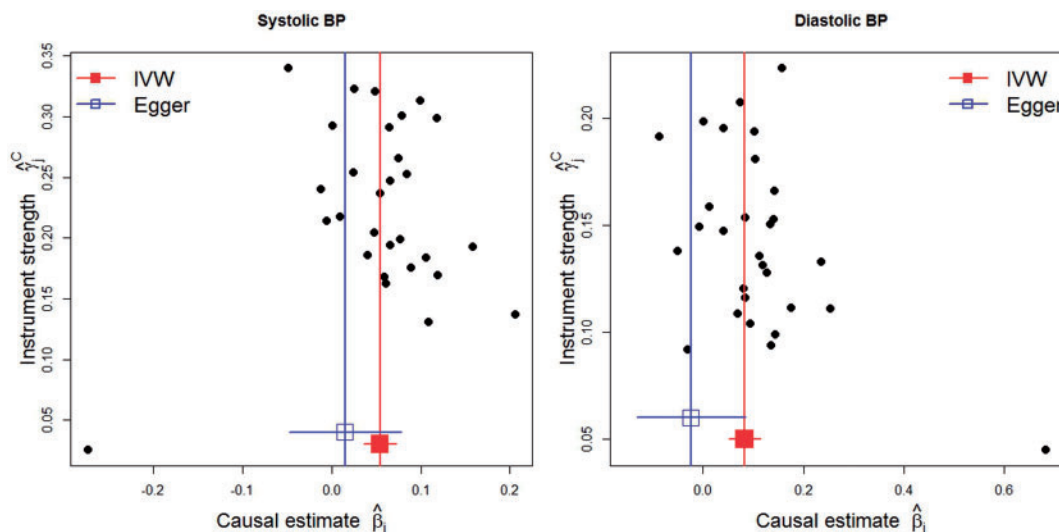 Systolic BP
Instrument strength γ̂ⱼᶜ
0.05 0.10 0.15 0.20 0.25 0.30 0.35
IVW
Egger
-0.2 -0.1 0.0 0.1 0.2
Causal estimate β̂ⱼ
Diastolic BP
Instrument strength γ̂ⱼᶜ
0.05 0.10 0.15 0.20
IVW
Egger
0.0 0.2 0.4 0.6
Causal estimate β̂ⱼ